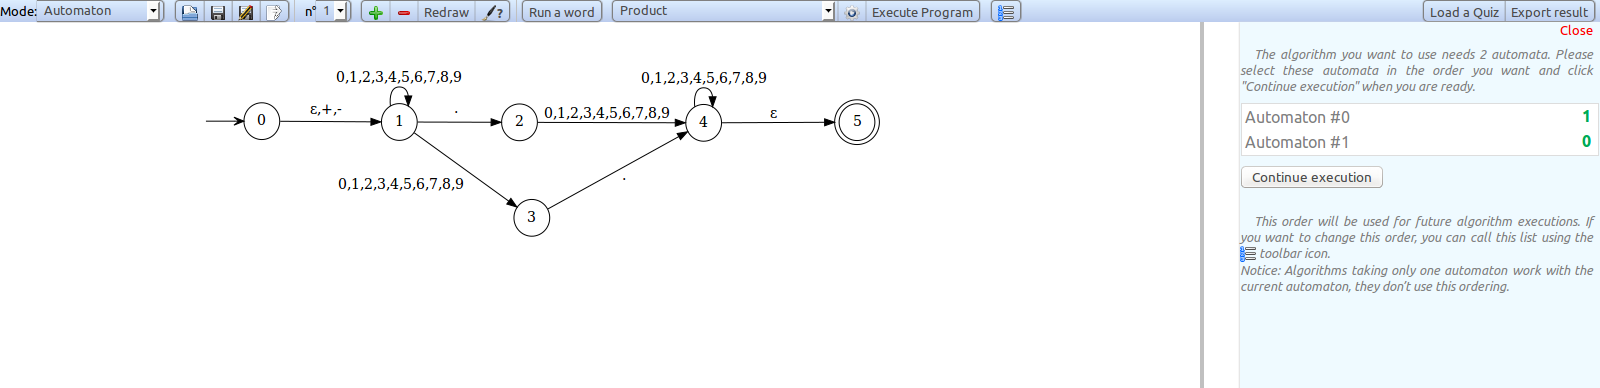 Mode: Automaton n° 1 Redraw Run a word Product Execute Program Load a Quiz Export result
Close
The algorithm you want to use needs 2 automata. Please
select these automata in the order you want and click
"Continue execution" when you are ready.
Automaton #0 1
Automaton #1 0
Continue execution
This order will be used for future algorithm executions. If
you want to change this order, you can call this list using the
toolbar icon.
Notice: Algorithms taking only one automaton work with the
current automaton, they don't use this ordering.
0,1,2,3,4,5,6,7,8,9
0,1,2,3,4,5,6,7,8,9
0
ε,+,-
1
.
2
0,1,2,3,4,5,6,7,8,9
4
ε
5
0,1,2,3,4,5,6,7,8,9
.
3